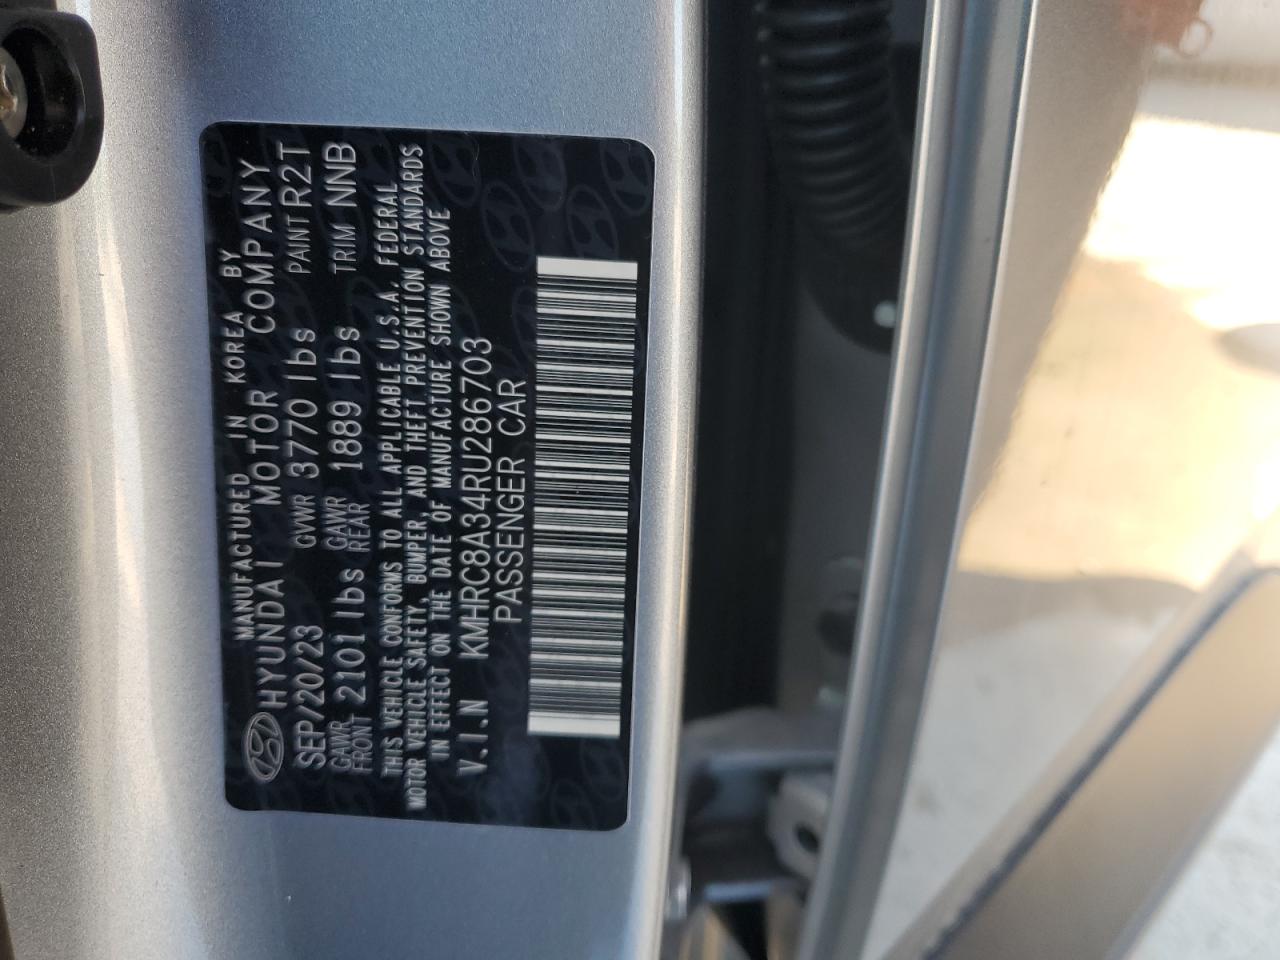 MANUFACTURED IN KOREA BY
HYUNDAI MOTOR COMPANY
SEP/20/23 GVWR 3770 lbs PAINT R2T
GAWR FRONT 2101 lbs GAWR REAR 1889 lbs TRIM NNB
THIS VEHICLE CONFORMS TO ALL APPLICABLE U.S.A. FEDERAL
MOTOR VEHICLE SAFETY, BUMPER, AND THEFT PREVENTION STANDARDS
IN EFFECT ON THE DATE OF MANUFACTURE SHOWN ABOVE
V.I.N KMHRC8A34RU286703
PASSENGER CAR